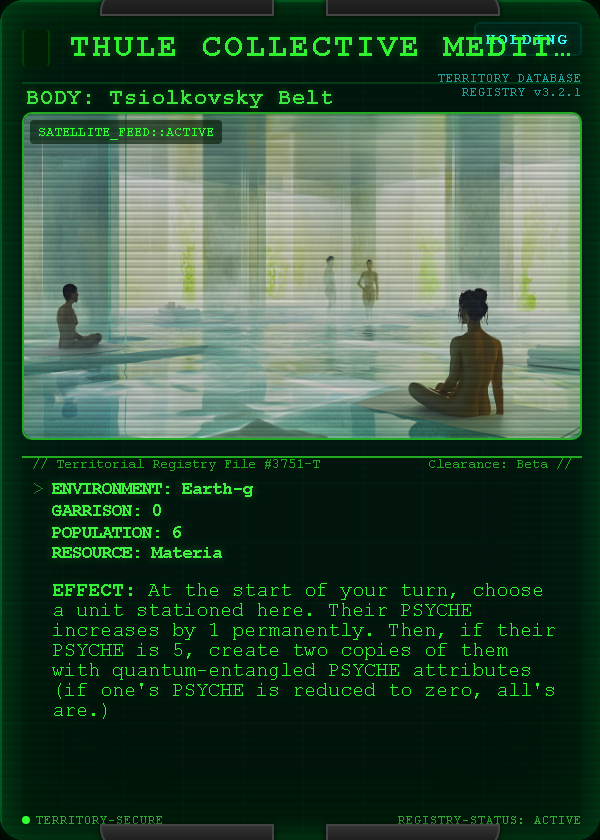 THULE COLLECTIVE MEDIT…
HOLDING
TERRITORY DATABASE
REGISTRY v3.2.1
BODY: Tsiolkovsky Belt
SATELLITE_FEED::ACTIVE
// Territorial Registry File #3751-T
Clearance: Beta //
> ENVIRONMENT: Earth-g
GARRISON: 0
POPULATION: 6
RESOURCE: Materia
EFFECT: At the start of your turn, choose
a unit stationed here. Their PSYCHE
increases by 1 permanently. Then, if their
PSYCHE is 5, create two copies of them
with quantum-entangled PSYCHE attributes
(if one's PSYCHE is reduced to zero, all's
are.)
TERRITORY-SECURE
REGISTRY-STATUS: ACTIVE